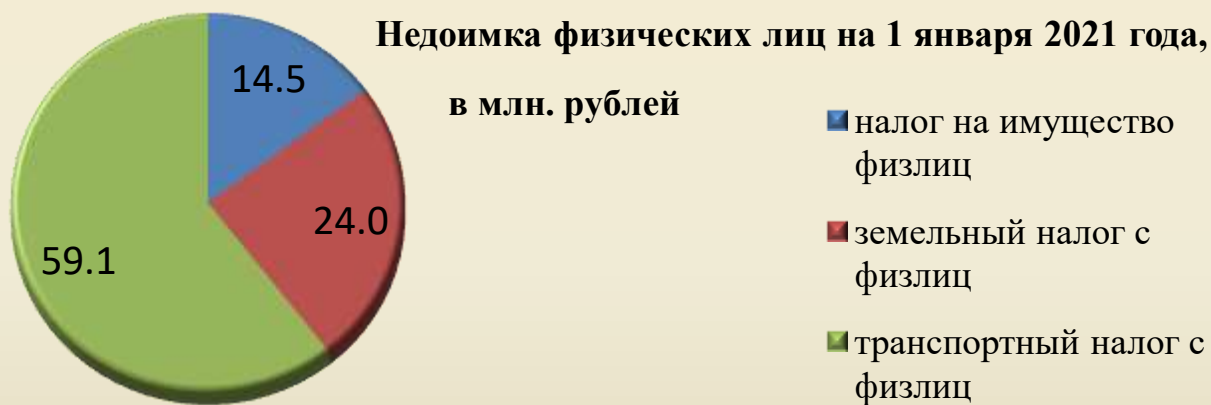 Недоимка физических лиц на 1 января 2021 года,
в млн. рублей
14.5
24.0
59.1
налог на имущество
физлиц
земельный налог с
физлиц
транспортный налог с
физлиц